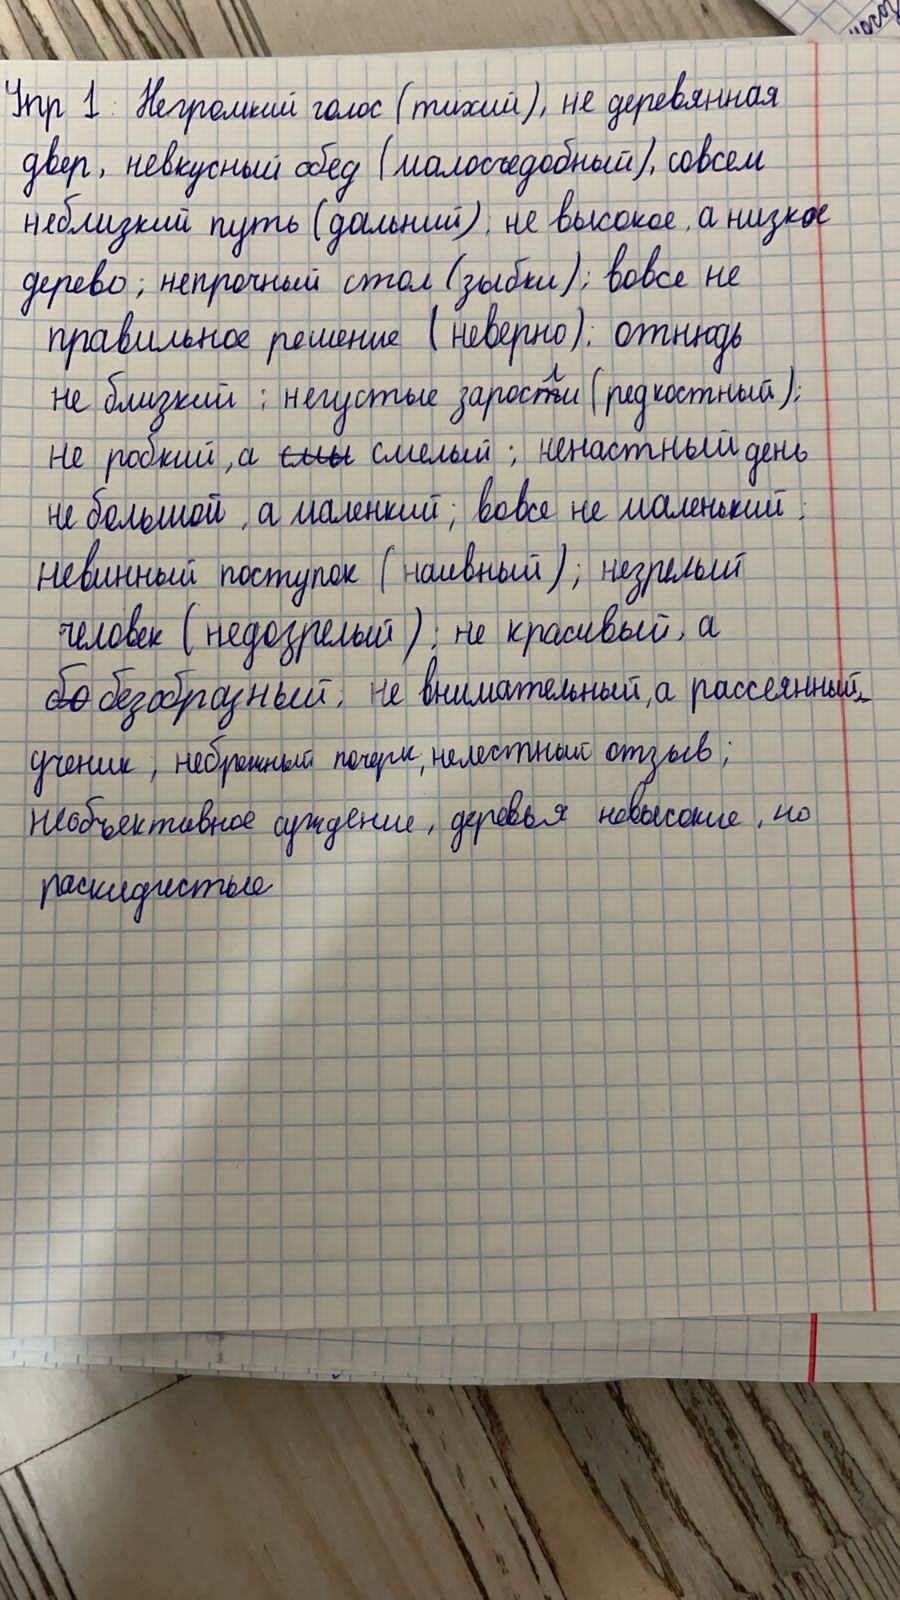 Упр 1. Негромкий голос (тихий), не деревянная
двер, невкусный обед (малосъедобный), совсем
неблизкий путь (дальний); не высокое, а низкое
дерево; непрочный стол (зыбки); вовсе не
правильное решение (неверно); отнюдь
не близкий; негустые заросли (редкостный);
не робкий, а смелый; ненастный день
не большой, а маленкий; вовсе не маленький;
невинный поступок (наивный); незрелый
человек (недозрелый); не красивый, а
безобразный; не внимательный, а рассеянный
ученик; небрежный почерк, нелестный отзыв;
необъективное суждение, деревья невысокие, но
раскидистые